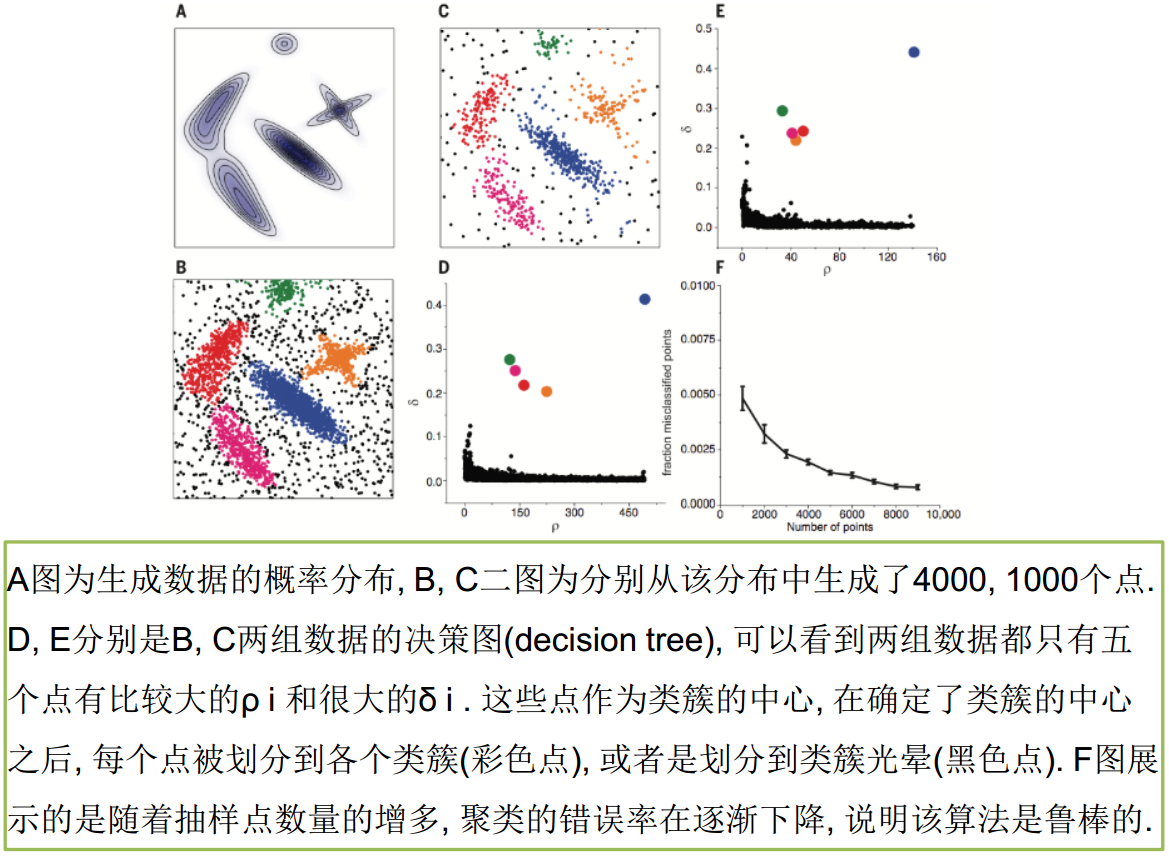 A
C
E
0.5
0.4
0.3
δ
0.2
0.1
0.0
0 40 80 120 160
ρ
B
D
0.4
0.3
δ
0.2
0.1
0.0
0 150 300 450
ρ
F
fraction misclassified points
0.0100
0.0075
0.0050
0.0025
0.0000
0 2000 4000 6000 8000 10,000
Number of points
A图为生成数据的概率分布, B, C二图为分别从该分布中生成了4000, 1000个点.
D, E分别是B, C两组数据的决策图(decision tree), 可以看到两组数据都只有五
个点有比较大的ρ i 和很大的δ i . 这些点作为类簇的中心, 在确定了类簇的中心
之后, 每个点被划分到各个类簇(彩色点), 或者是划分到类簇光晕(黑色点). F图展
示的是随着抽样点数量的增多, 聚类的错误率在逐渐下降, 说明该算法是鲁棒的.